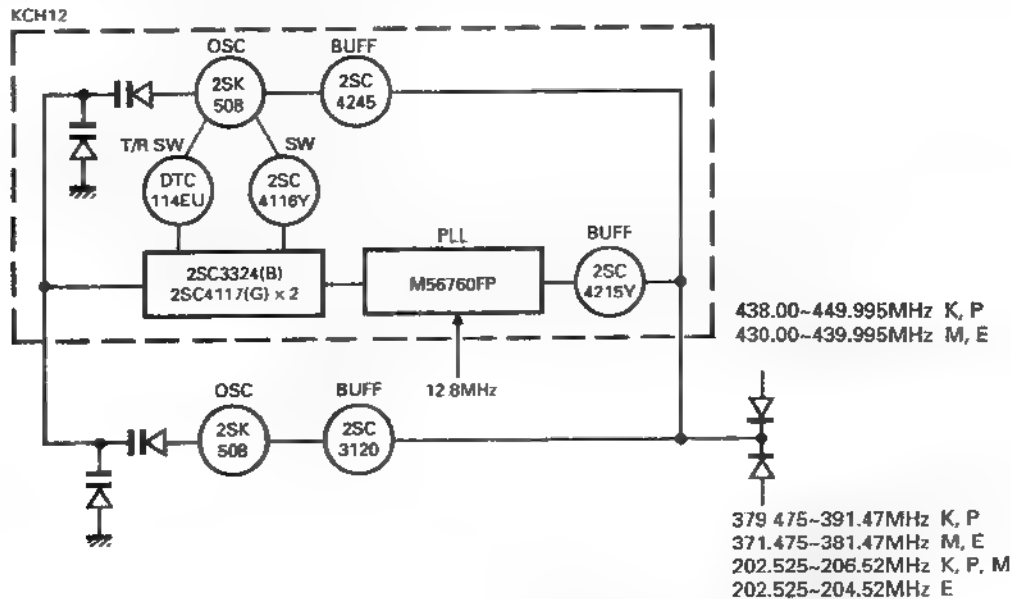 KCH12
OSC
BUFF
2SK
508
2SC
4245
T/R SW
SW
DTC
114EU
2SC
4116Y
PLL
BUFF
2SC3324(B)
2SC4117(G) x 2
M56760FP
2SC
4215Y
438.00~449.995MHz K, P
430.00~439.995MHz M, E
12.8MHz
OSC
BUFF
2SK
508
2SC
3120
379.475~391.47MHz K, P
371.475~381.47MHz M, E
202.525~206.52MHz K, P, M
202.525~204.52MHz E